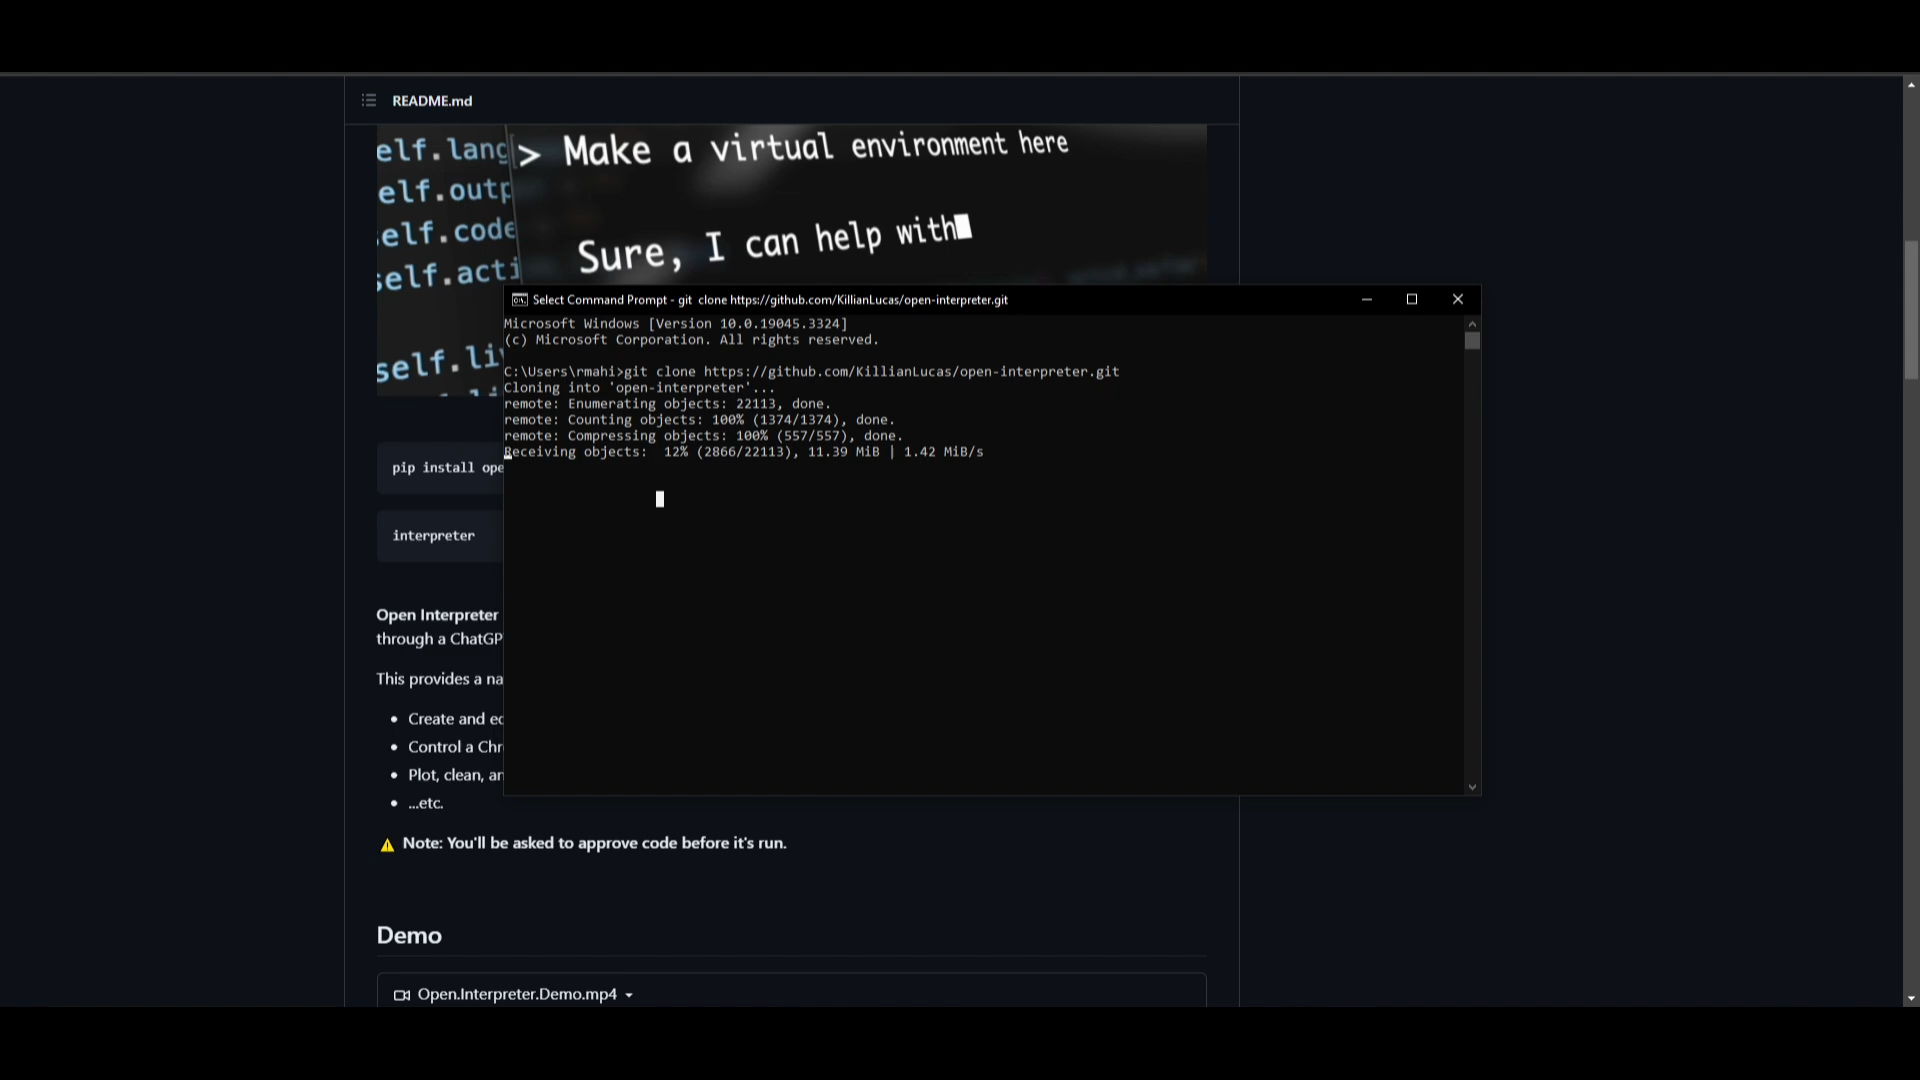 README.md
elf.lang
> Make a virtual environment here
elf.outp
elf.code
Sure, I can help with
self.acti
self.li
Select Command Prompt - git  clone https://github.com/KillianLucas/open-interpreter.git
Microsoft Windows [Version 10.0.19045.3324]
(c) Microsoft Corporation. All rights reserved.
C:\Users\rmahi>git clone https://github.com/KillianLucas/open-interpreter.git
Cloning into 'open-interpreter'...
remote: Enumerating objects: 22113, done.
remote: Counting objects: 100% (1374/1374), done.
remote: Compressing objects: 100% (557/557), done.
Receiving objects:  12% (2866/22113), 11.39 MiB | 1.42 MiB/s
pip install ope
interpreter
Open Interpreter
through a ChatGP
This provides a na
• Create and ed
• Control a Chr
• Plot, clean, an
• ...etc.
⚠ Note: You'll be asked to approve code before it's run.
Demo
Open.Interpreter.Demo.mp4